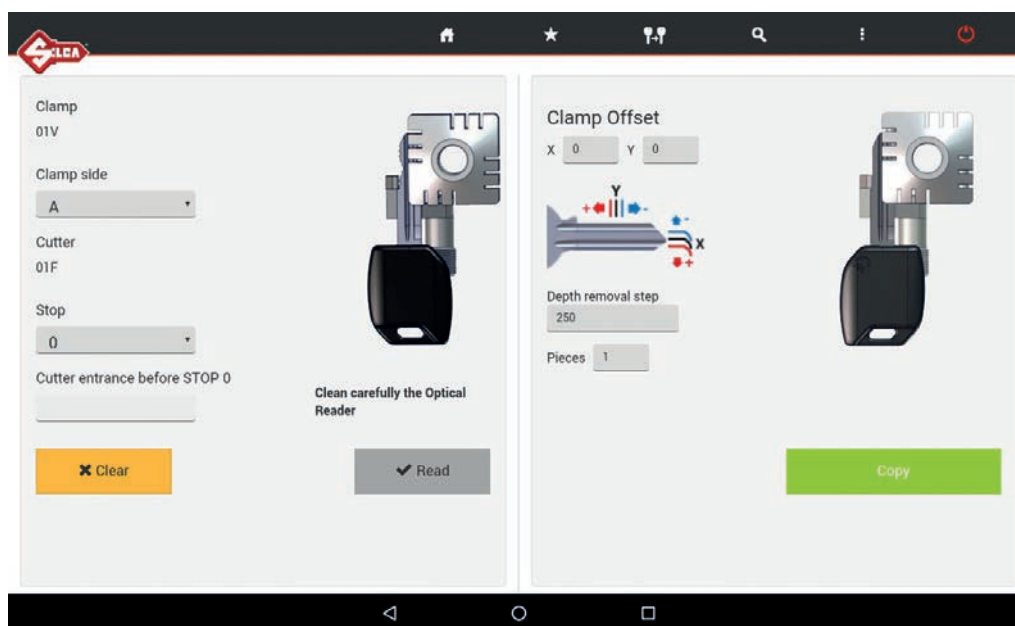 SILCA
Clamp
01V
Clamp side
A
Cutter
01F
Stop
0
Cutter entrance before STOP 0
Clean carefully the Optical
Reader
Clear
Read
Clamp Offset
X 0 Y 0
Y
+ -
-
X
+
Depth removal step
250
Pieces 1
Copy